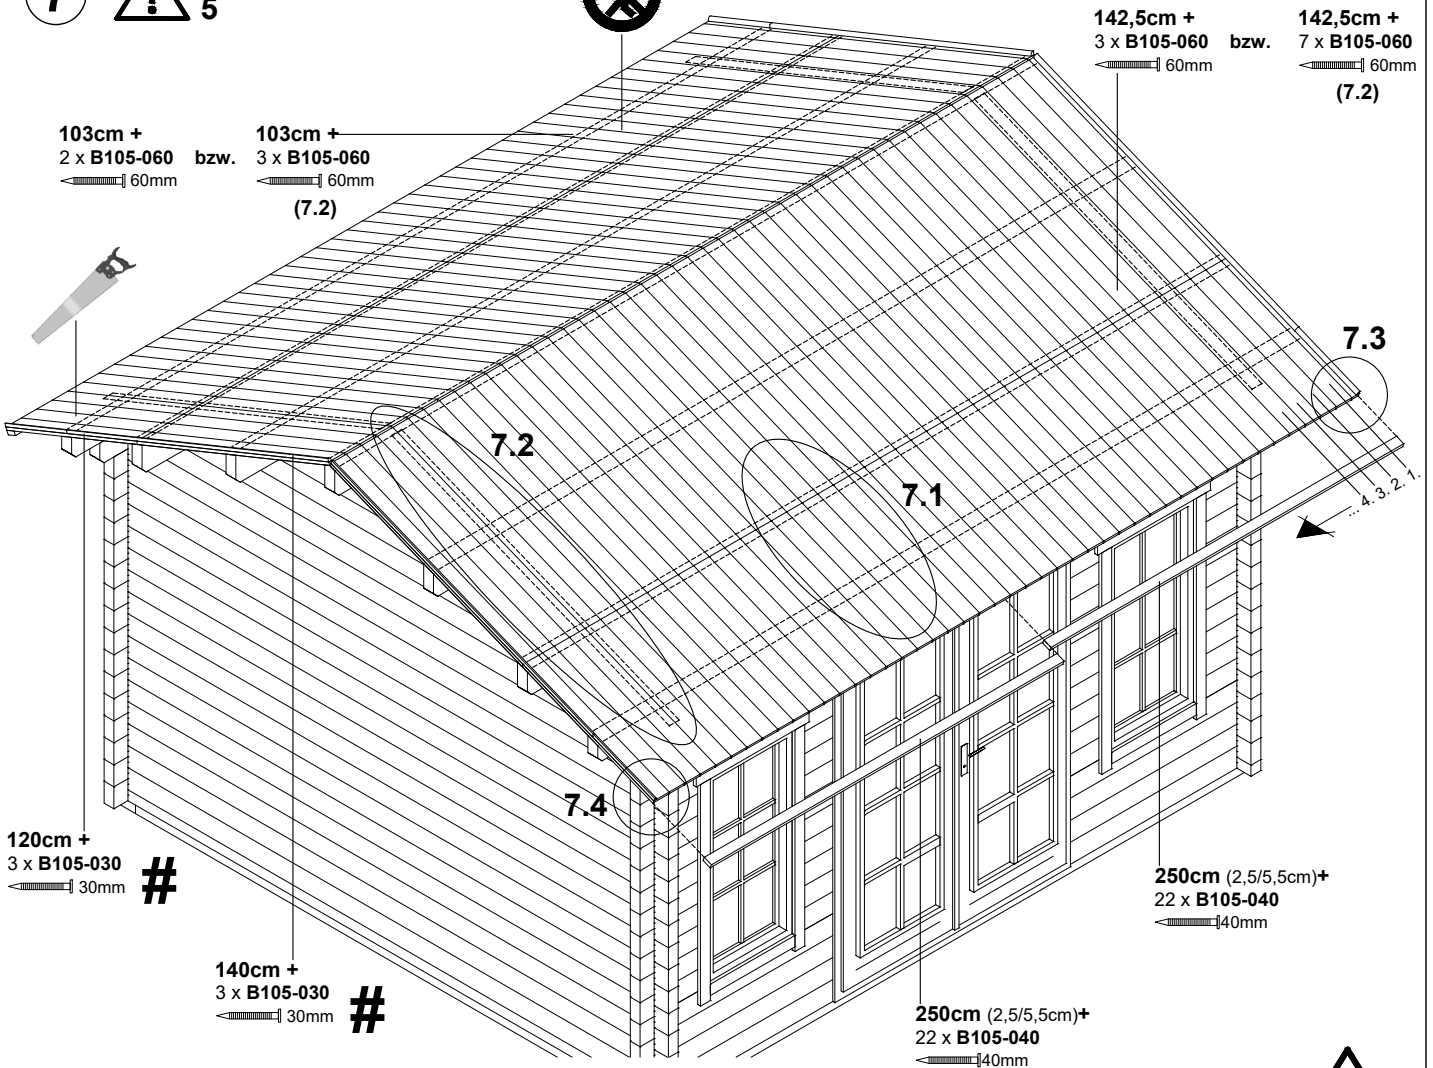 7
5
142,5cm +
3 x B105-060 bzw.
60mm
142,5cm +
7 x B105-060
60mm
(7.2)
103cm +
2 x B105-060 bzw.
60mm
103cm +
3 x B105-060
60mm
(7.2)
7.3
7.2
7.1
... 4. 3. 2. 1.
7.4
120cm +
3 x B105-030
30mm
#
250cm (2,5/5,5cm)+
22 x B105-040
40mm
140cm +
3 x B105-030
30mm
#
250cm (2,5/5,5cm)+
22 x B105-040
40mm